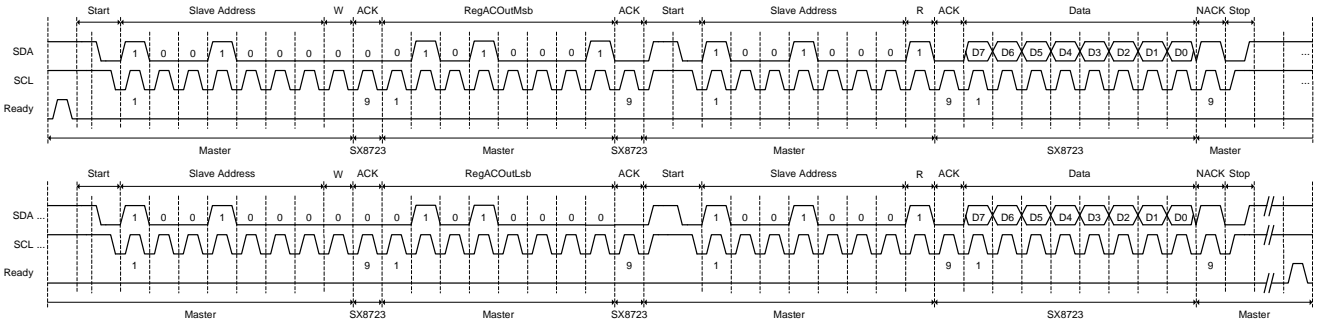 Start Slave Address W ACK RegACOutMsb ACK Start Slave Address R ACK Data NACK Stop
SDA 1 0 0 1 0 0 0 0 0 0 1 0 1 0 0 0 1 1 0 0 1 0 0 0 1 D7 D6 D5 D4 D3 D2 D1 D0 ...
SCL ...
1 9 1 9 1 9 1 9
Ready
Master SX8723 Master SX8723 Master SX8723 Master
Start Slave Address W ACK RegACOutLsb ACK Start Slave Address R ACK Data NACK Stop
SDA ... 1 0 0 1 0 0 0 0 0 0 1 0 1 0 0 0 0 1 0 0 1 0 0 0 1 D7 D6 D5 D4 D3 D2 D1 D0
SCL ...
1 9 1 9 1 9 1 9
Ready
Master SX8723 Master SX8723 Master SX8723 Master